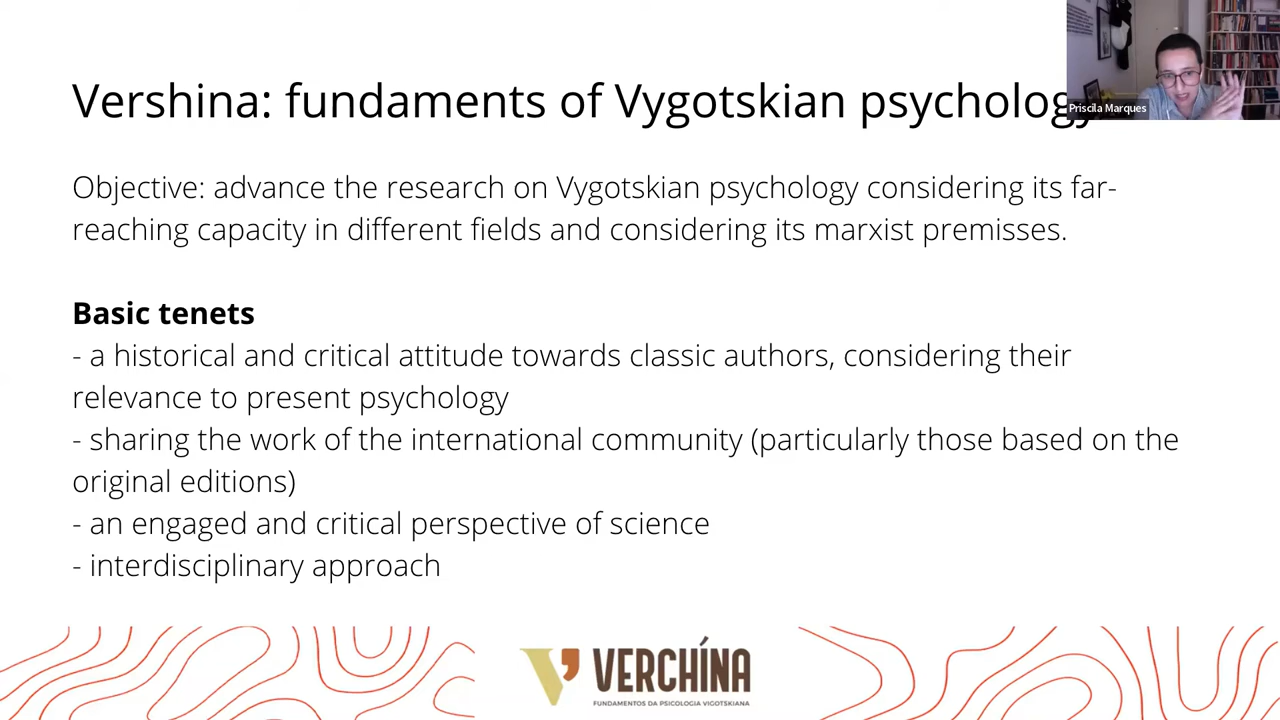 Vershina: fundaments of Vygotskian psychology
Priscila Marques
Objective: advance the research on Vygotskian psychology considering its far-
reaching capacity in different fields and considering its marxist premisses.
Basic tenets
- a historical and critical attitude towards classic authors, considering their
relevance to present psychology
- sharing the work of the international community (particularly those based on the
original editions)
- an engaged and critical perspective of science
- interdisciplinary approach
VERCHÍNA
FUNDAMENTOS DA PSICOLOGIA VIGOTSKIANA